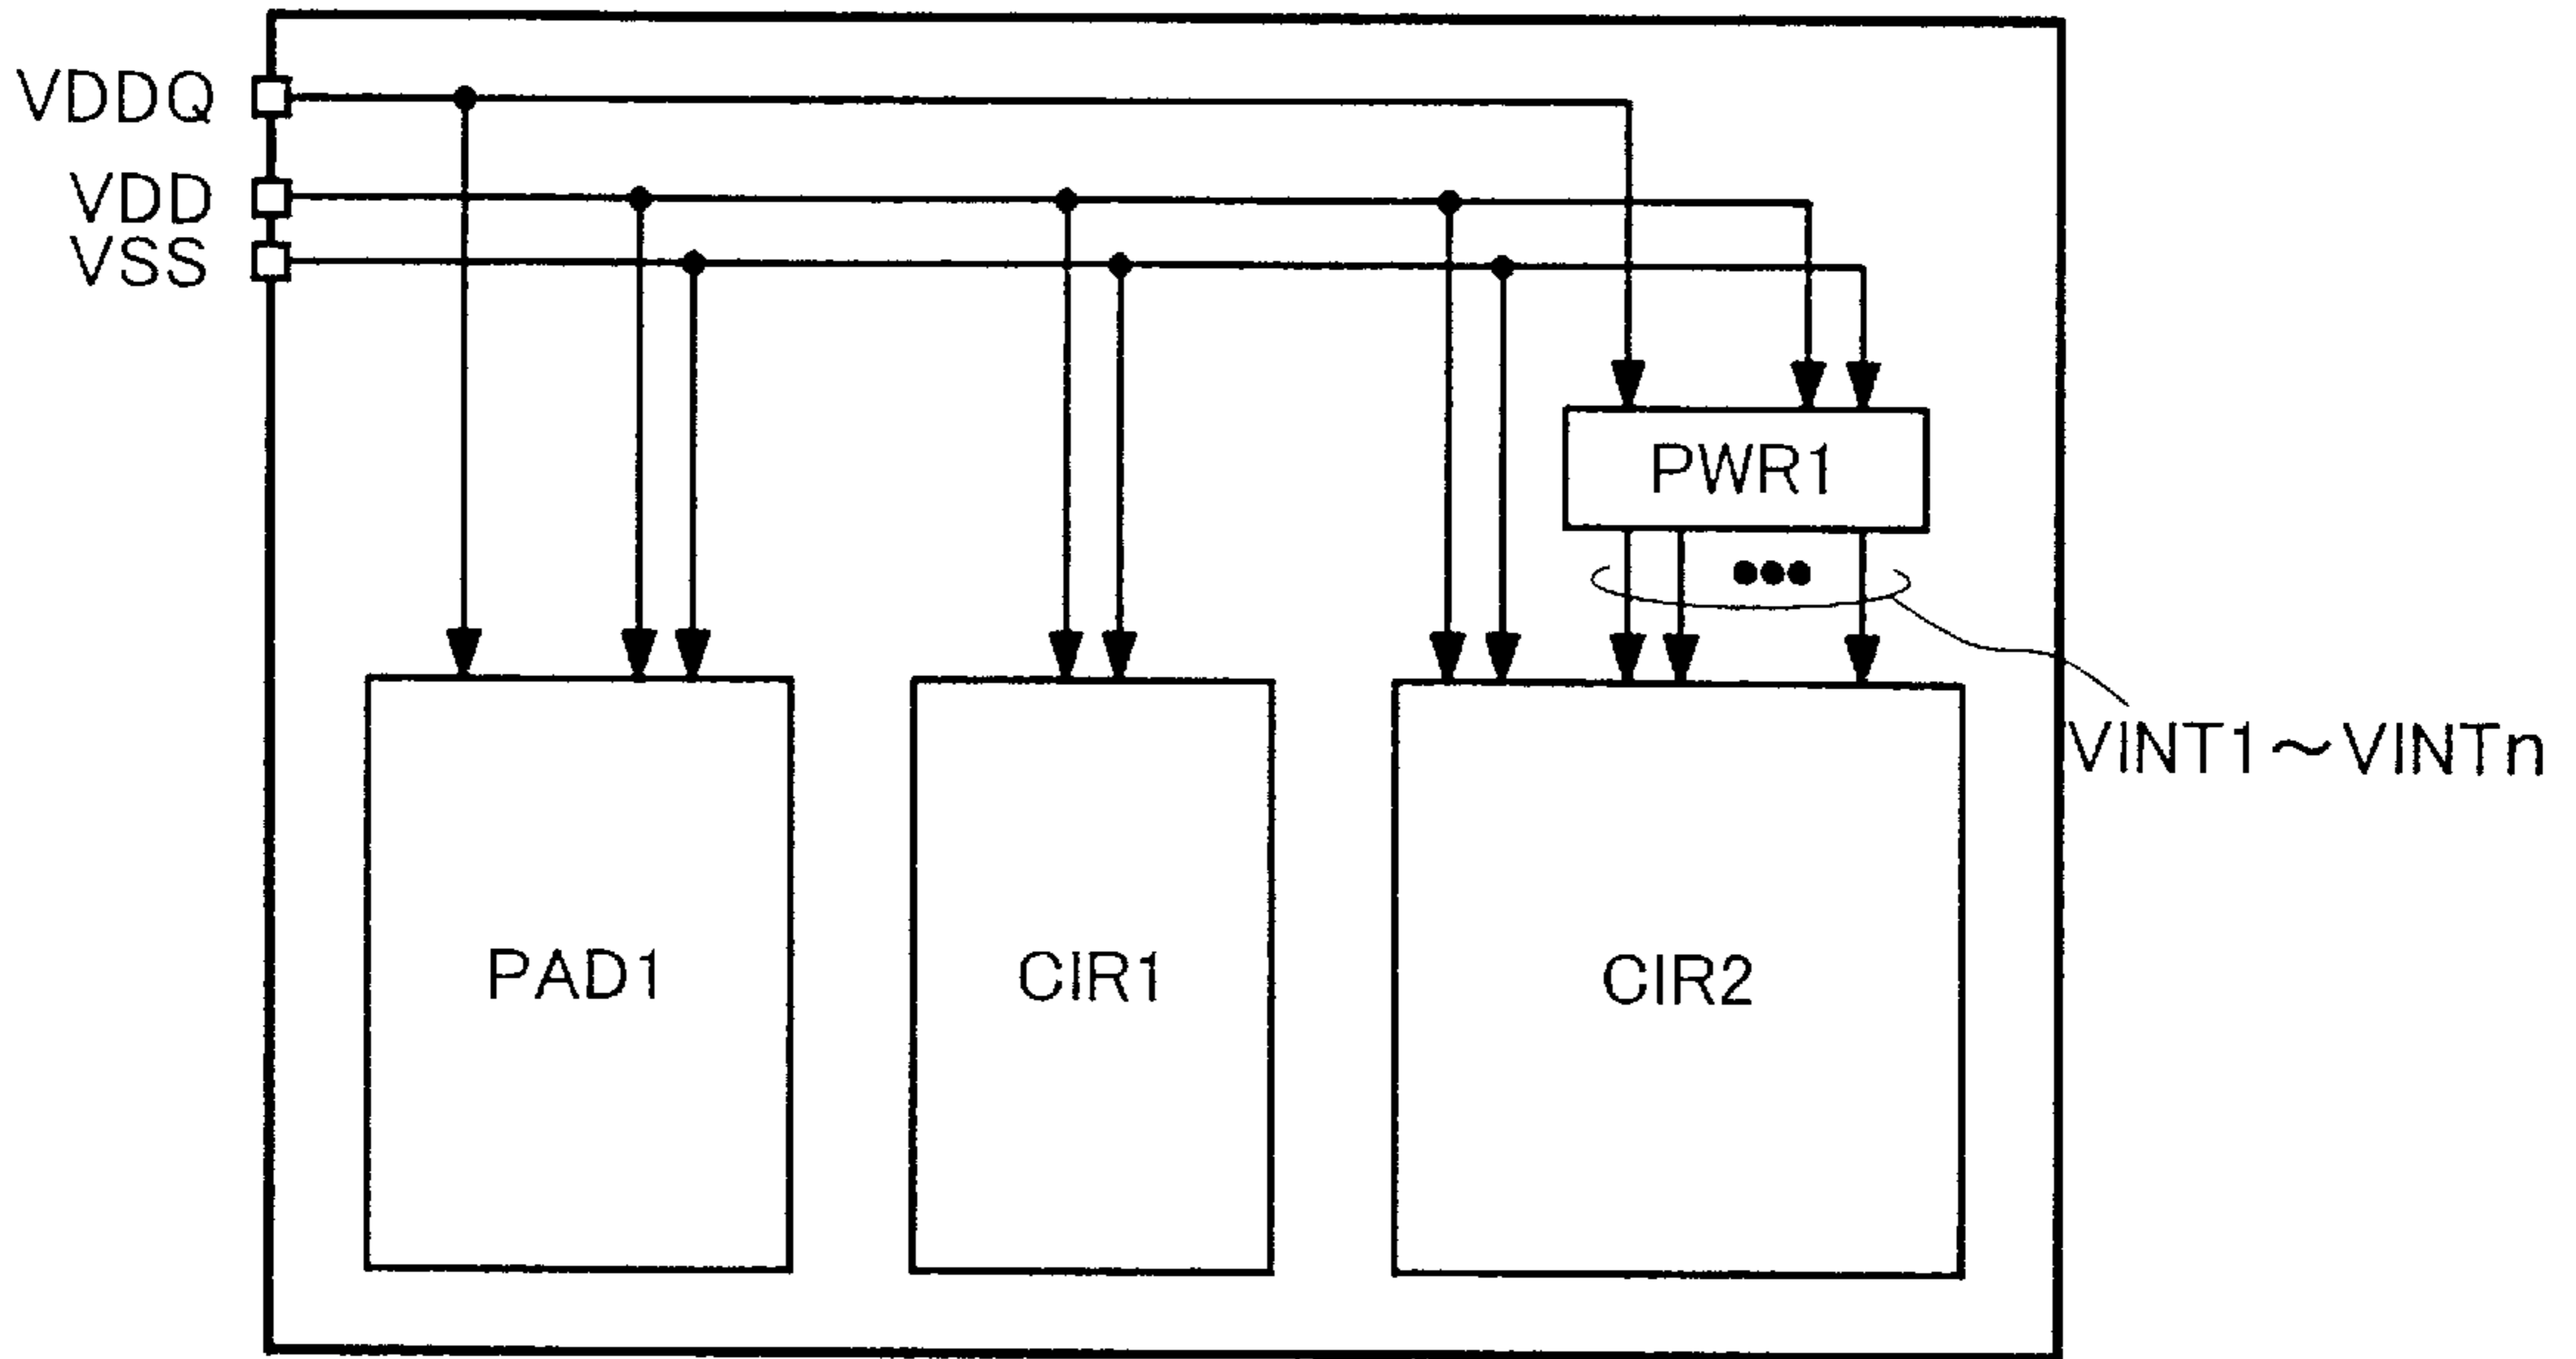 VDDQ
VDD
VSS
PWR1
VINT1～VINTn
PAD1
CIR1
CIR2